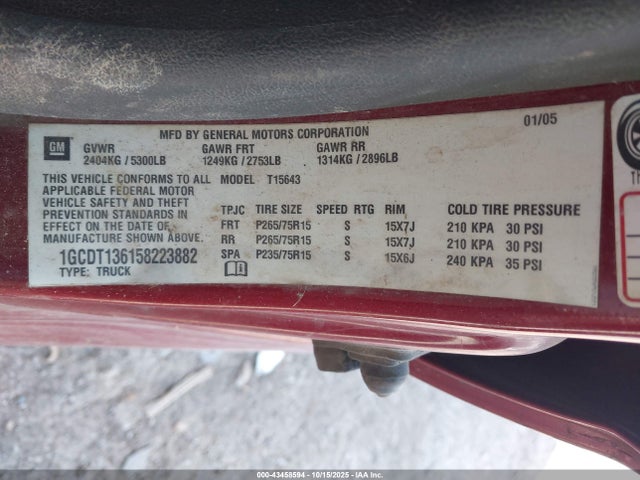 MFD BY GENERAL MOTORS CORPORATION 01/05
GM
GVWR GAWR FRT GAWR RR
2404KG / 5300LB 1249KG / 2753LB 1314KG / 2896LB
THIS VEHICLE CONFORMS TO ALL MODEL T15643
APPLICABLE FEDERAL MOTOR
VEHICLE SAFETY AND THEFT
PREVENTION STANDARDS IN
EFFECT ON THE DATE OF
MANUFACTURE SHOWN ABOVE.
1GCDT136158223882
TYPE: TRUCK
TPJC TIRE SIZE SPEED RTG RIM COLD TIRE PRESSURE
FRT P265/75R15 S 15X7J 210 KPA 30 PSI
RR P265/75R15 S 15X7J 210 KPA 30 PSI
SPA P235/75R15 S 15X6J 240 KPA 35 PSI
TH
000-43458594 - 10/15/2025 - IAAI.COM